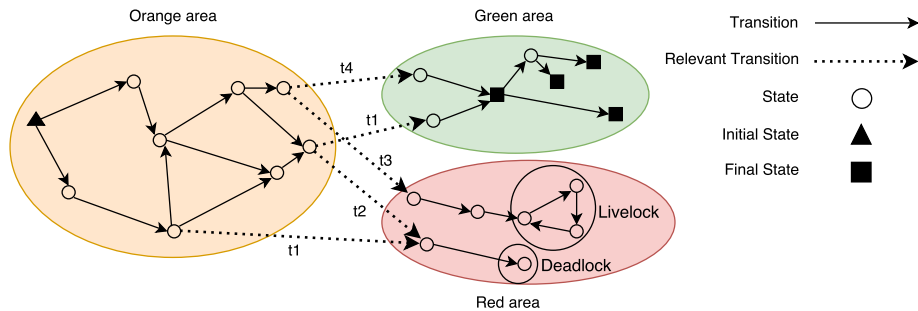 Orange area
Green area
Transition
Relevant Transition
State
Initial State
Final State
t4
t1
t3
t2
t1
Livelock
Deadlock
Red area